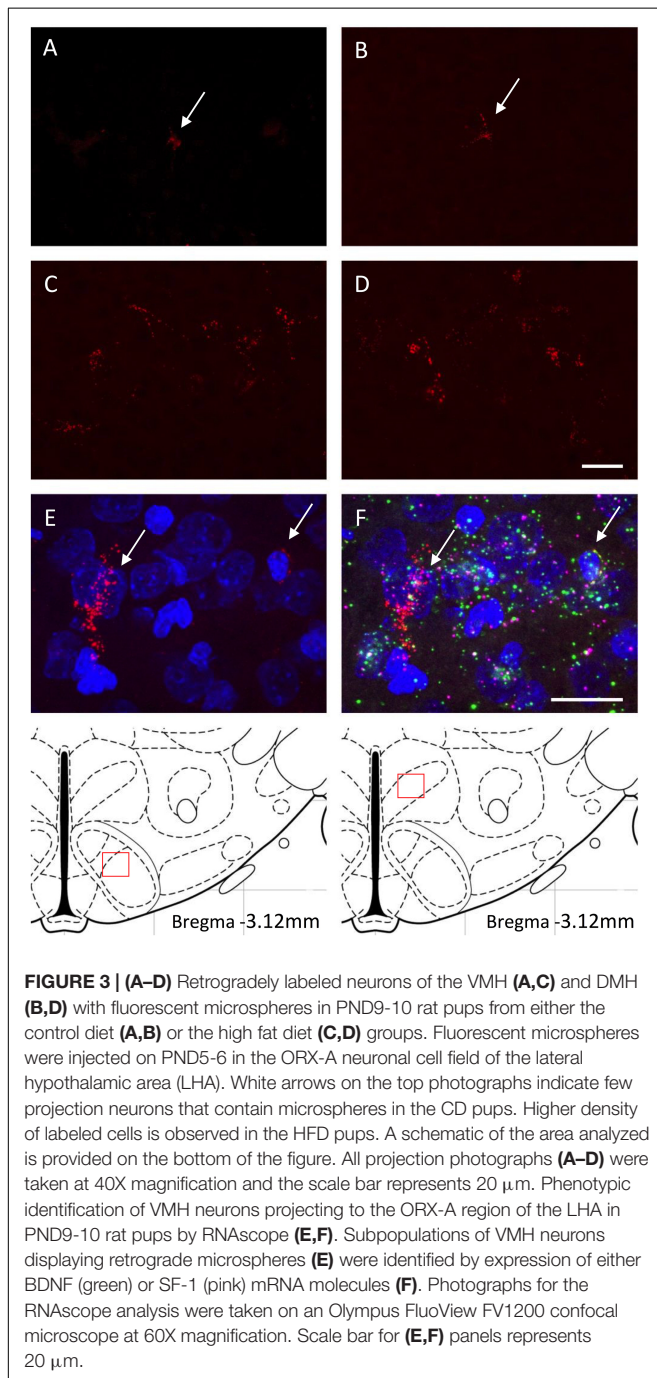 A
B
C
D
E
F
Bregma -3.12mm
Bregma -3.12mm
FIGURE 3 | (A–D) Retrogradely labeled neurons of the VMH (A,C) and DMH
(B,D) with fluorescent microspheres in PND9-10 rat pups from either the
control diet (A,B) or the high fat diet (C,D) groups. Fluorescent microspheres
were injected on PND5-6 in the ORX-A neuronal cell field of the lateral
hypothalamic area (LHA). White arrows on the top photographs indicate few
projection neurons that contain microspheres in the CD pups. Higher density
of labeled cells is observed in the HFD pups. A schematic of the area analyzed
is provided on the bottom of the figure. All projection photographs (A–D) were
taken at 40X magnification and the scale bar represents 20 μm. Phenotypic
identification of VMH neurons projecting to the ORX-A region of the LHA in
PND9-10 rat pups by RNAscope (E,F). Subpopulations of VMH neurons
displaying retrograde microspheres (E) were identified by expression of either
BDNF (green) or SF-1 (pink) mRNA molecules (F). Photographs for the
RNAscope analysis were taken on an Olympus FluoView FV1200 confocal
microscope at 60X magnification. Scale bar for (E,F) panels represents
20 μm.